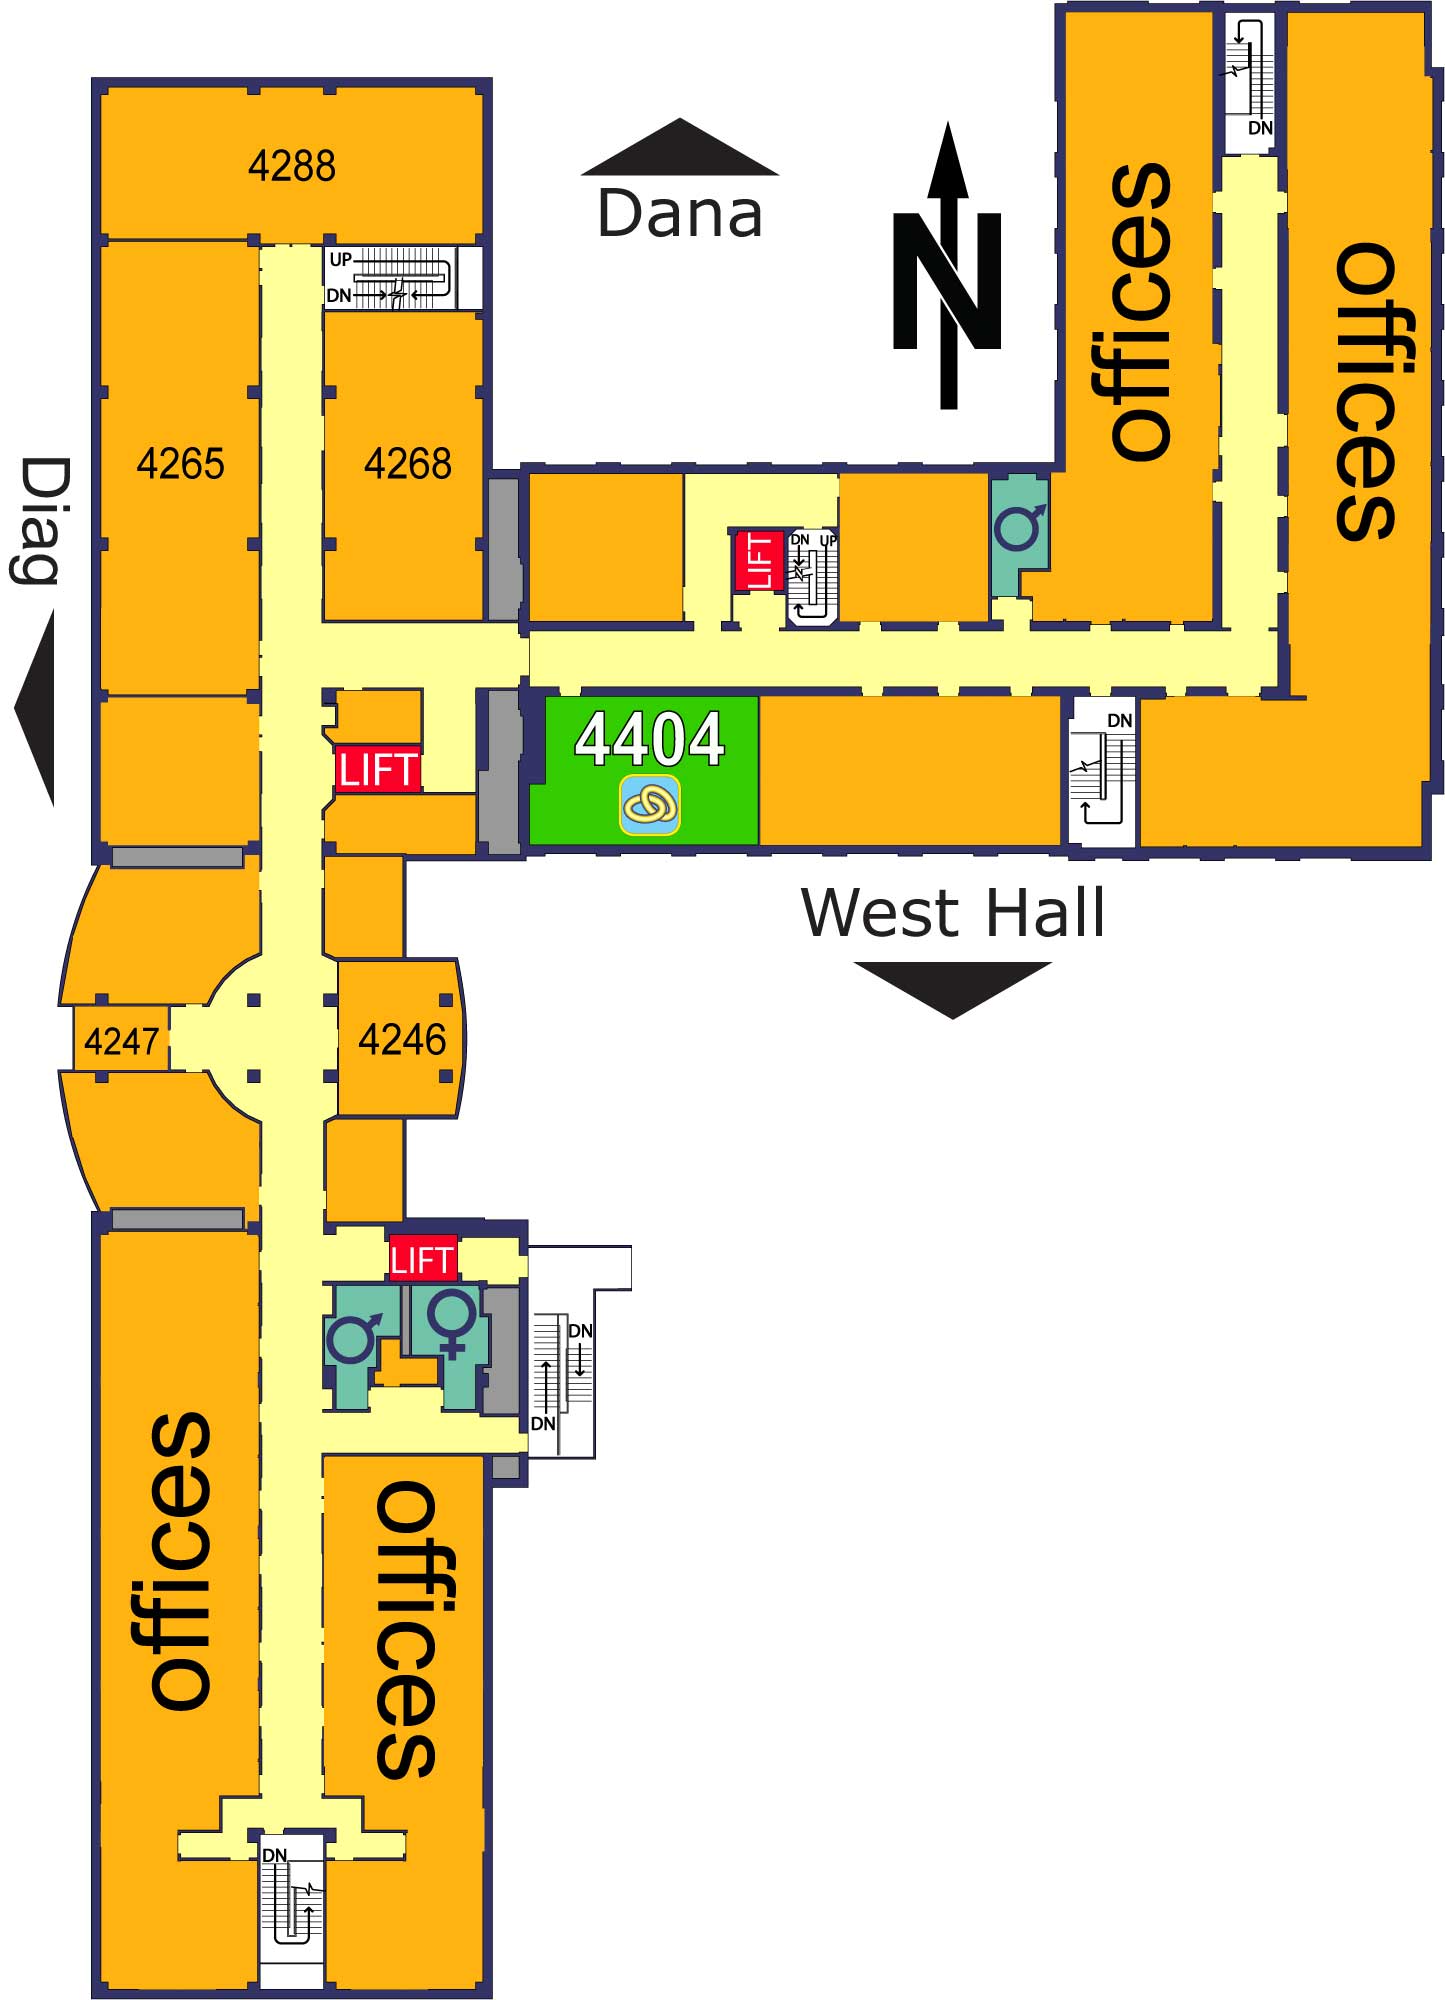 DN
4288
Dana
N
offices
offices
UP
DN
Diag
4265
4268
LIFT
DN
UP
4404
LIFT
DN
West Hall
4247
4246
LIFT
DN
DN
offices
offices
DN